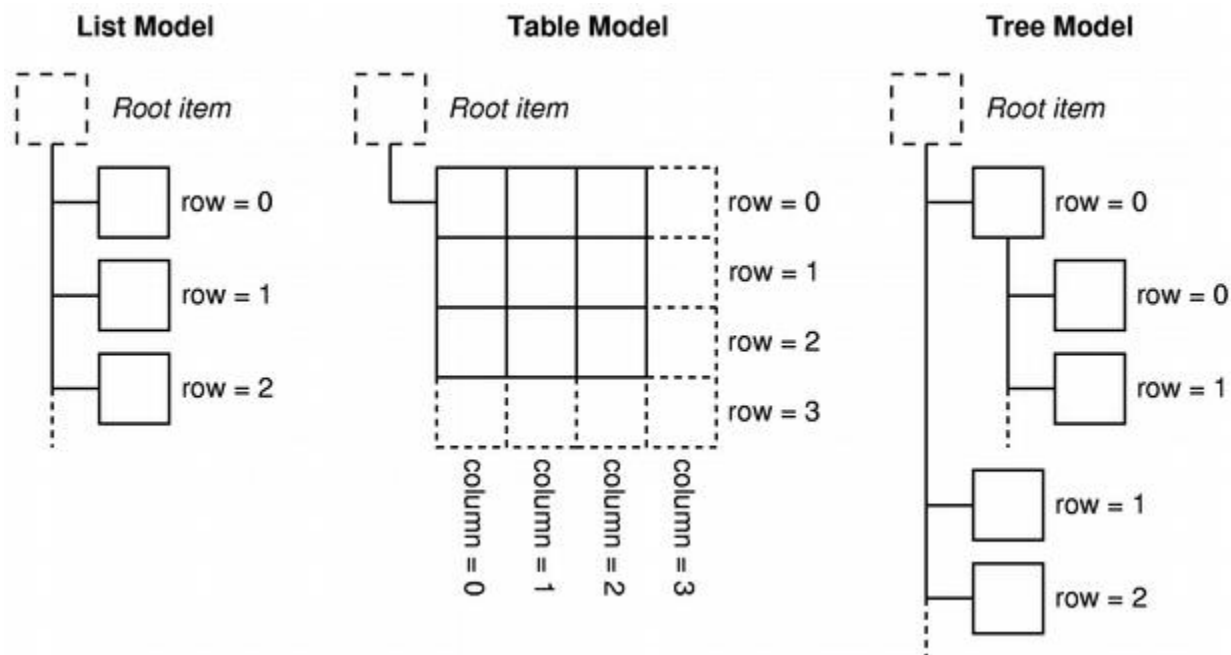 List Model
Root item
row = 0
row = 1
row = 2
Table Model
Root item
row = 0
row = 1
row = 2
row = 3
column = 0
column = 1
column = 2
column = 3
Tree Model
Root item
row = 0
row = 0
row = 1
row = 1
row = 2